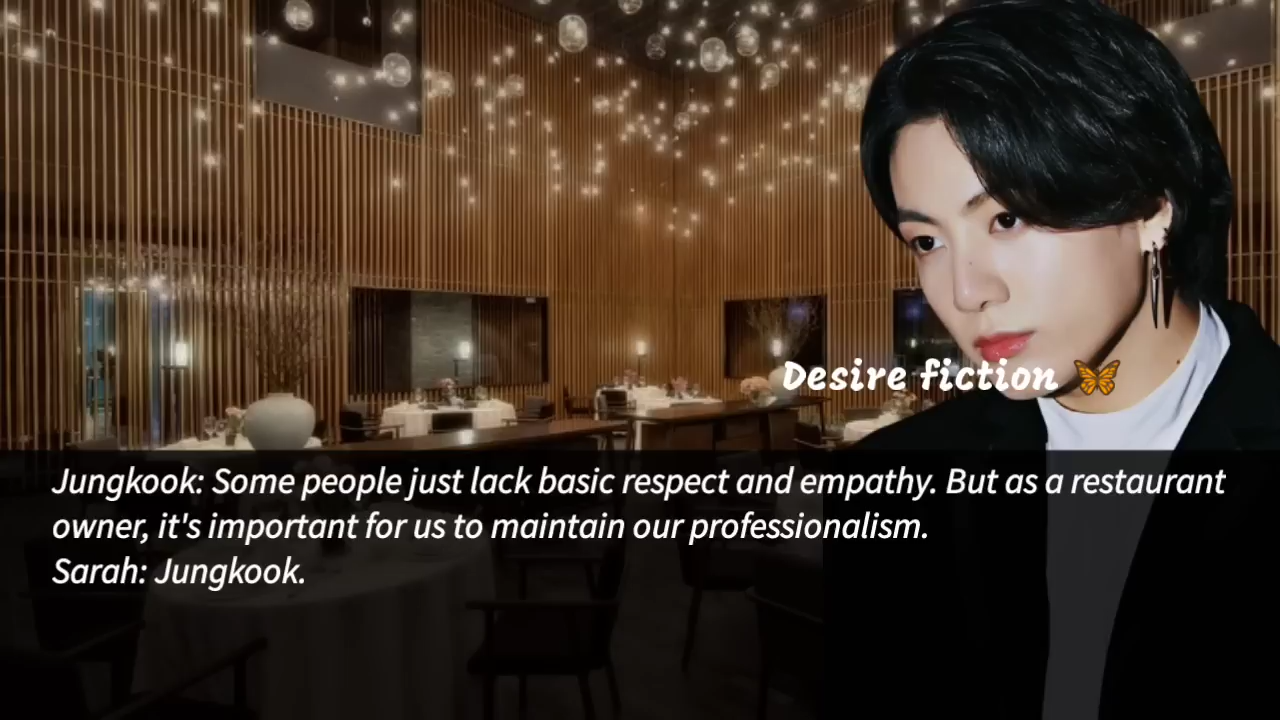 Desire fiction 🦋
Jungkook: Some people just lack basic respect and empathy. But as a restaurant
owner, it's important for us to maintain our professionalism.
Sarah: Jungkook.